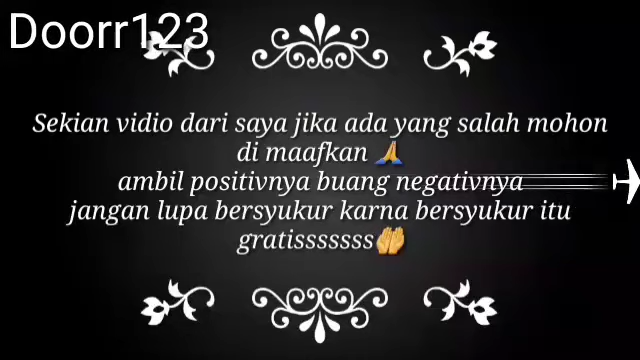 Doorr123
Sekian vidio dari saya jika ada yang salah mohon
di maafkan 🙏
ambil positivnya buang negativnya
jangan lupa bersyukur karna bersyukur itu
gratisssssss🤲